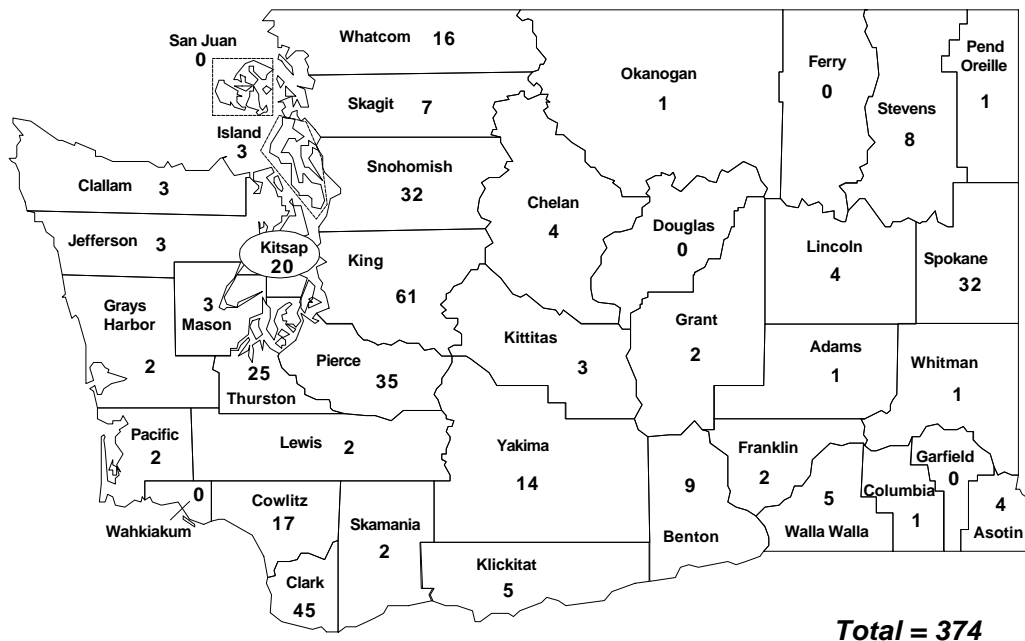 San Juan
0
Whatcom 16
Okanogan
1
Ferry
0
Pend
Oreille
1
Stevens
8
Skagit
7
Island
3
Snohomish
32
Clallam 3
Chelan
4
Douglas
0
Jefferson 3
Kitsap
20
King
61
Lincoln
4
Spokane
32
Grays
Harbor
2
3
Mason
Kittitas
3
Grant
2
Adams
1
Whitman
1
25
Thurston
Pierce
35
Pacific
2
Lewis 2
Yakima
14
Franklin
2
Garfield
0
0
Wahkiakum
Cowlitz
17
Skamania
2
9
Benton
5
Walla Walla
Columbia
1
4
Asotin
Clark
45
Klickitat
5
Total = 374